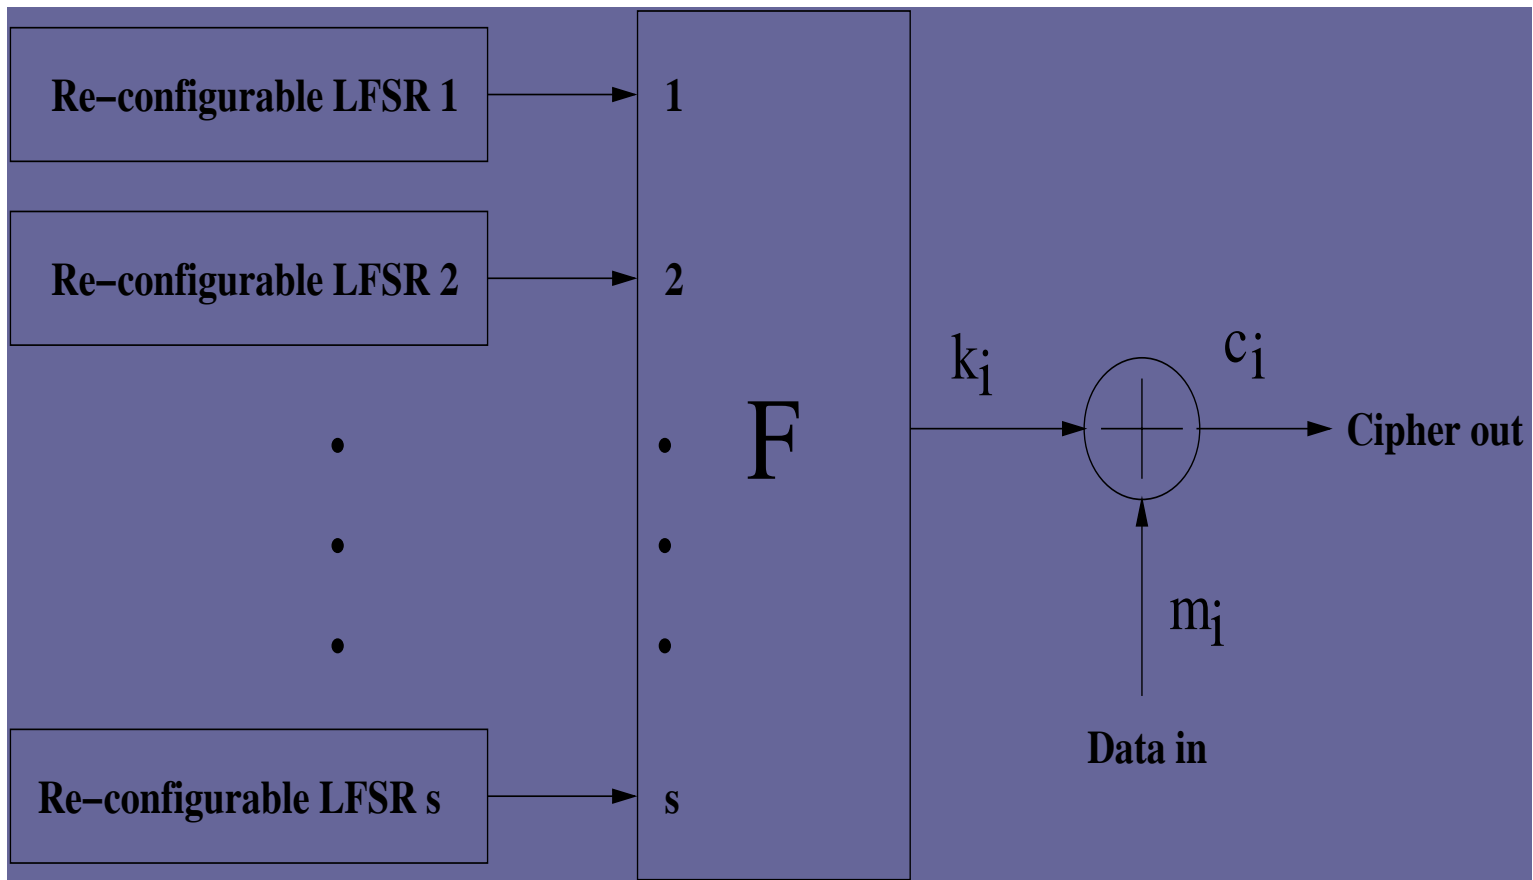 Re–configurable LFSR 1
1
Re–configurable LFSR 2
2
F
k_i
c_i
Cipher out
m_i
Data in
Re–configurable LFSR s
s